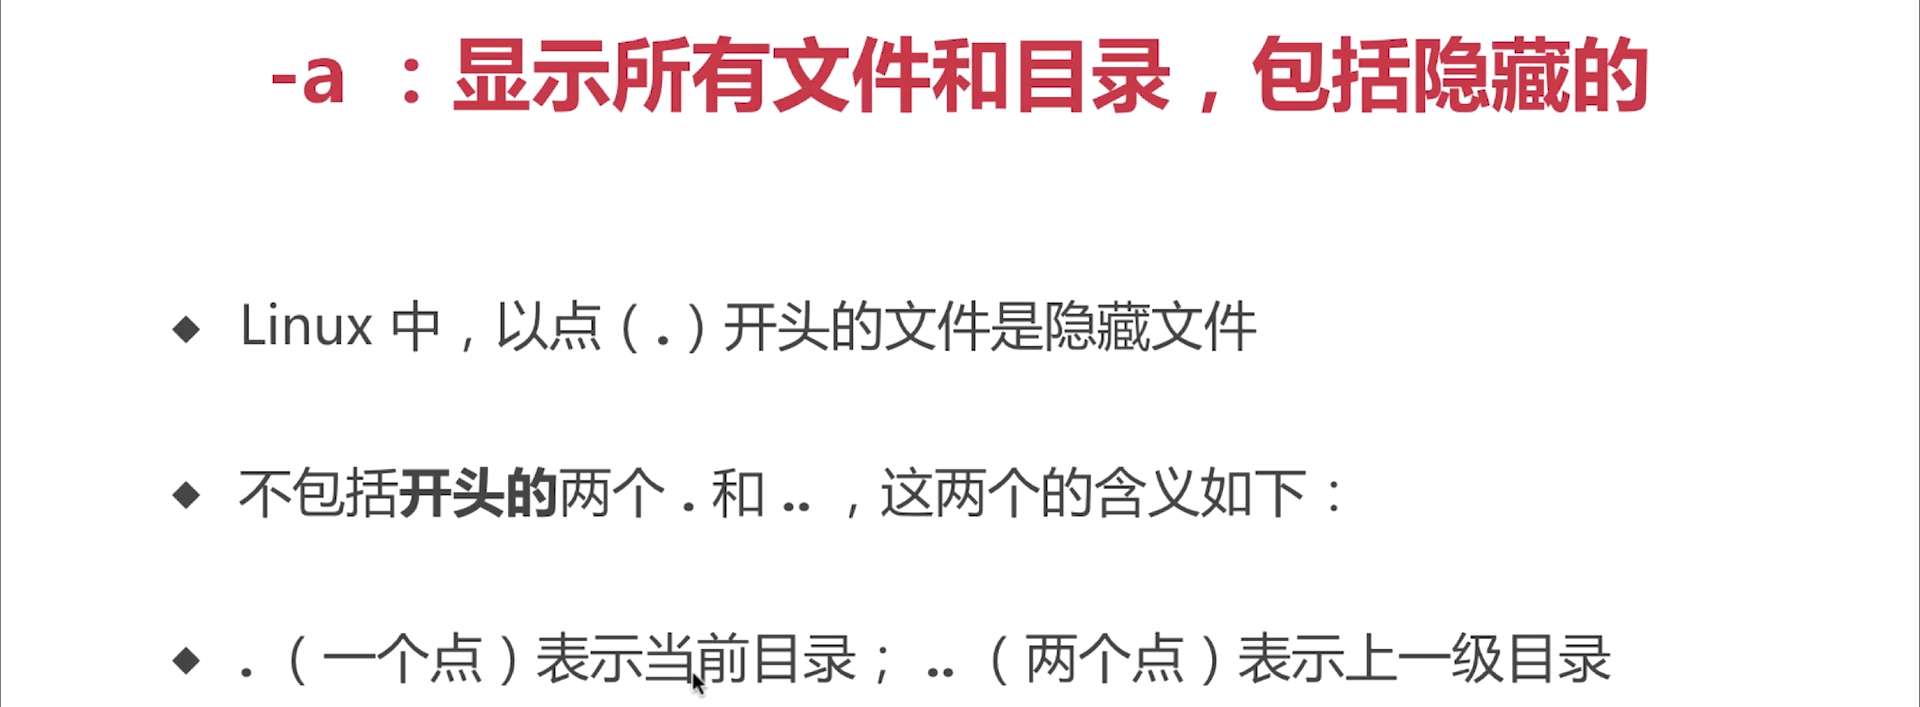 -a ：显示所有文件和目录，包括隐藏的
◆ Linux 中，以点（.）开头的文件是隐藏文件
◆ 不包括开头的两个 . 和 .. ，这两个的含义如下：
◆ .（一个点）表示当前目录； ..（两个点）表示上一级目录